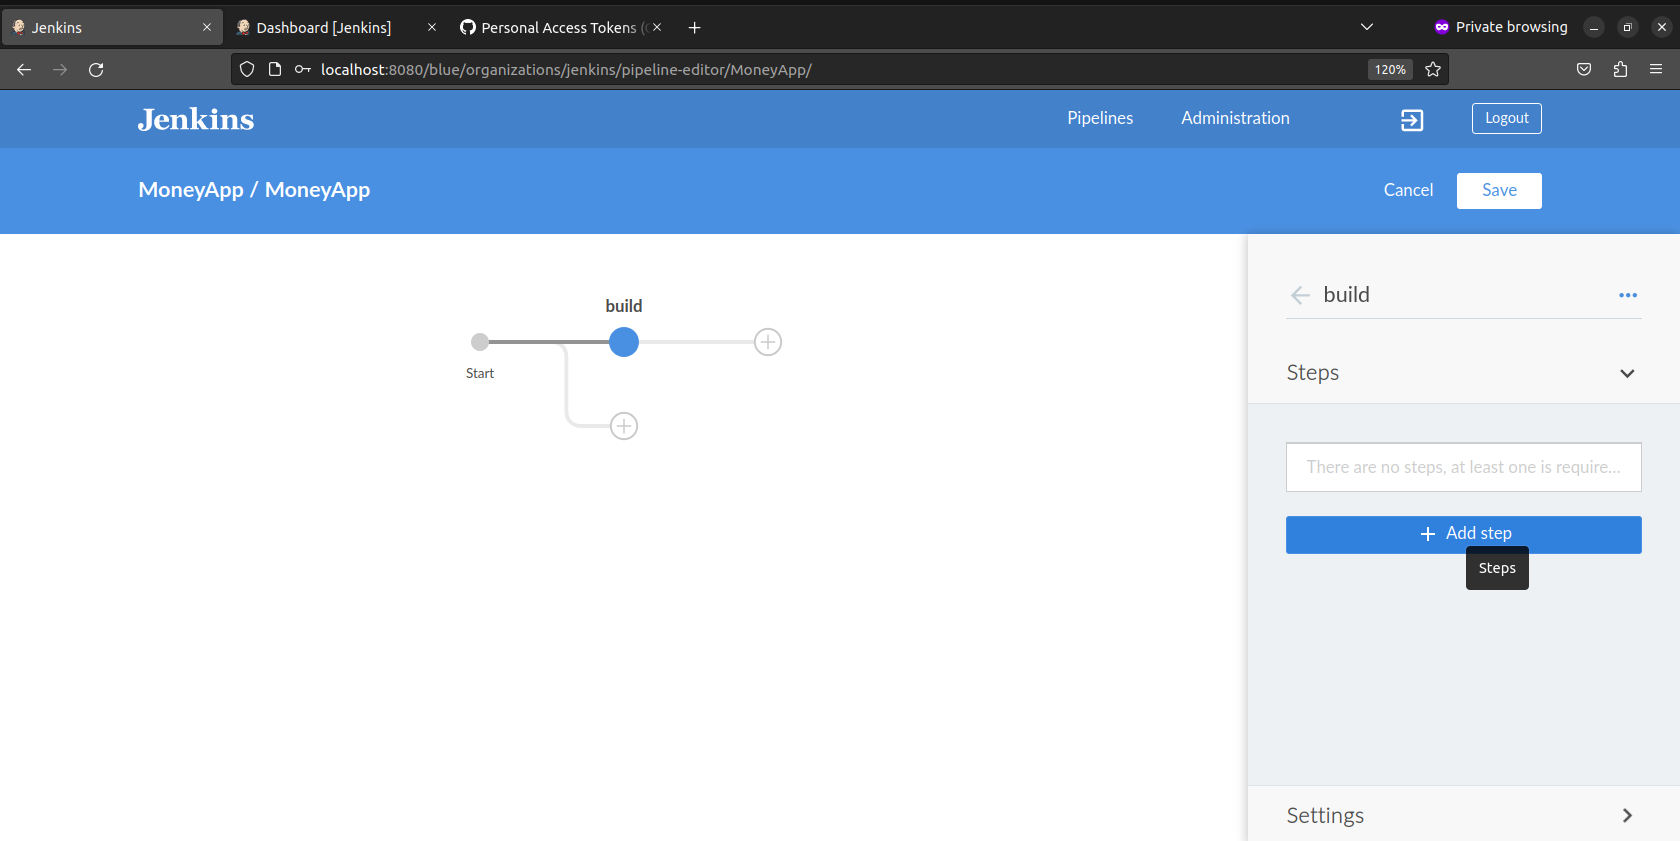 Jenkins
Dashboard [Jenkins]
Personal Access Tokens (
Private browsing
localhost:8080/blue/organizations/jenkins/pipeline-editor/MoneyApp/
120%
Jenkins
Pipelines
Administration
Logout
MoneyApp / MoneyApp
Cancel
Save
build
Start
build
Steps
There are no steps, at least one is require...
Add step
Steps
Settings